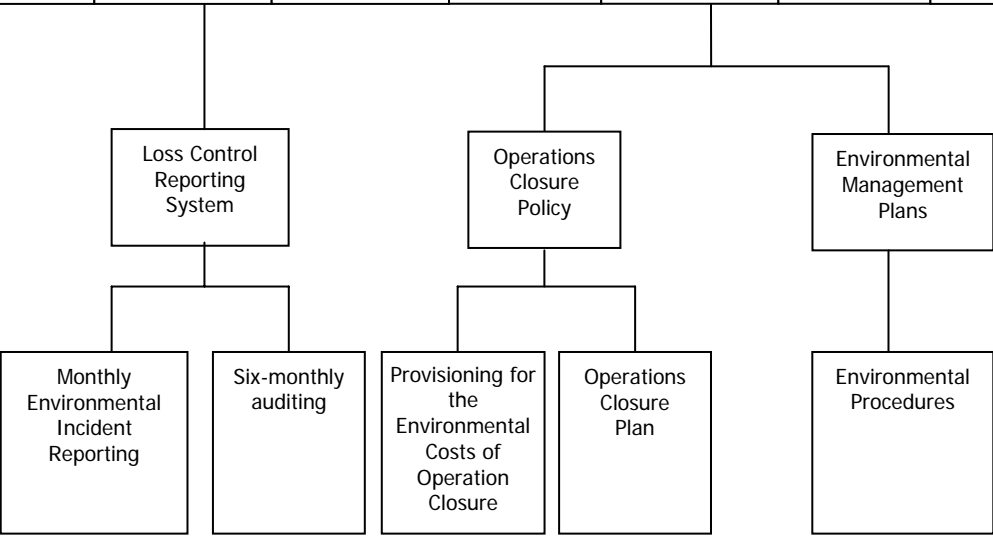 Loss Control
Reporting
System
Operations
Closure
Policy
Environmental
Management
Plans
Monthly
Environmental
Incident
Reporting
Six-monthly
auditing
Provisioning for
the
Environmental
Costs of
Operation
Closure
Operations
Closure
Plan
Environmental
Procedures